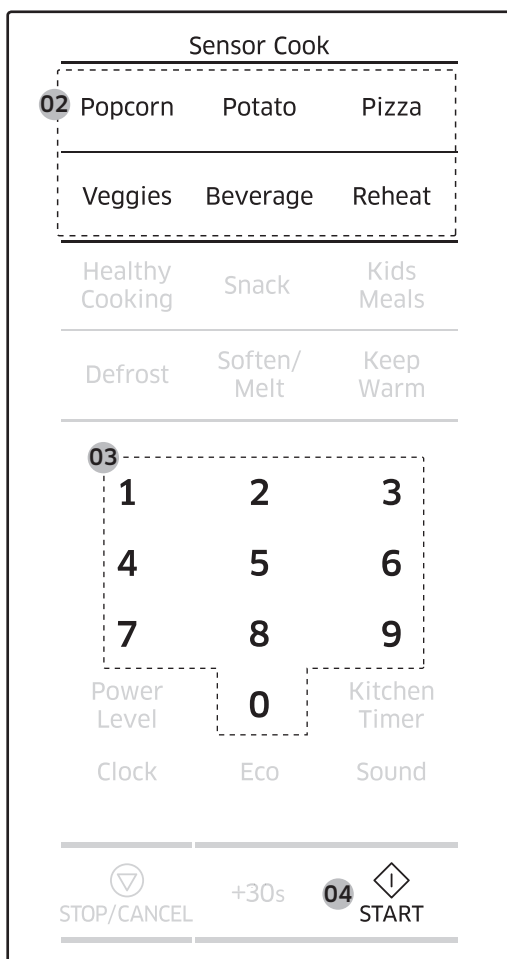 Sensor Cook
02 Popcorn Potato Pizza
Veggies Beverage Reheat
Healthy Cooking Snack Kids Meals
Defrost Soften/ Melt Keep Warm
03
1 2 3
4 5 6
7 8 9
Power Level 0 Kitchen Timer
Clock Eco Sound
+30s 04
STOP/CANCEL START